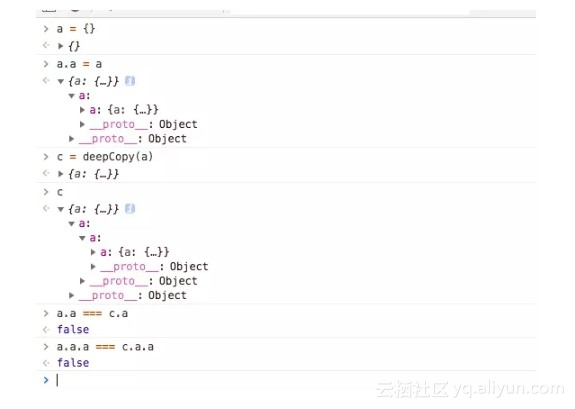 > a = {}
< ▶ {}
> a.a = a
< ▼ {a: {…}} i
▼ a:
▶ a: {a: {…}}
▶ __proto__: Object
▶ __proto__: Object
> c = deepCopy(a)
< ▶ {a: {…}}
> c
< ▼ {a: {…}} i
▼ a:
▼ a:
▶ a: {a: {…}}
▶ __proto__: Object
▶ __proto__: Object
▶ __proto__: Object
> a.a === c.a
< false
> a.a.a === c.a.a
< false
>
云栖社区 yq.aliyun.com